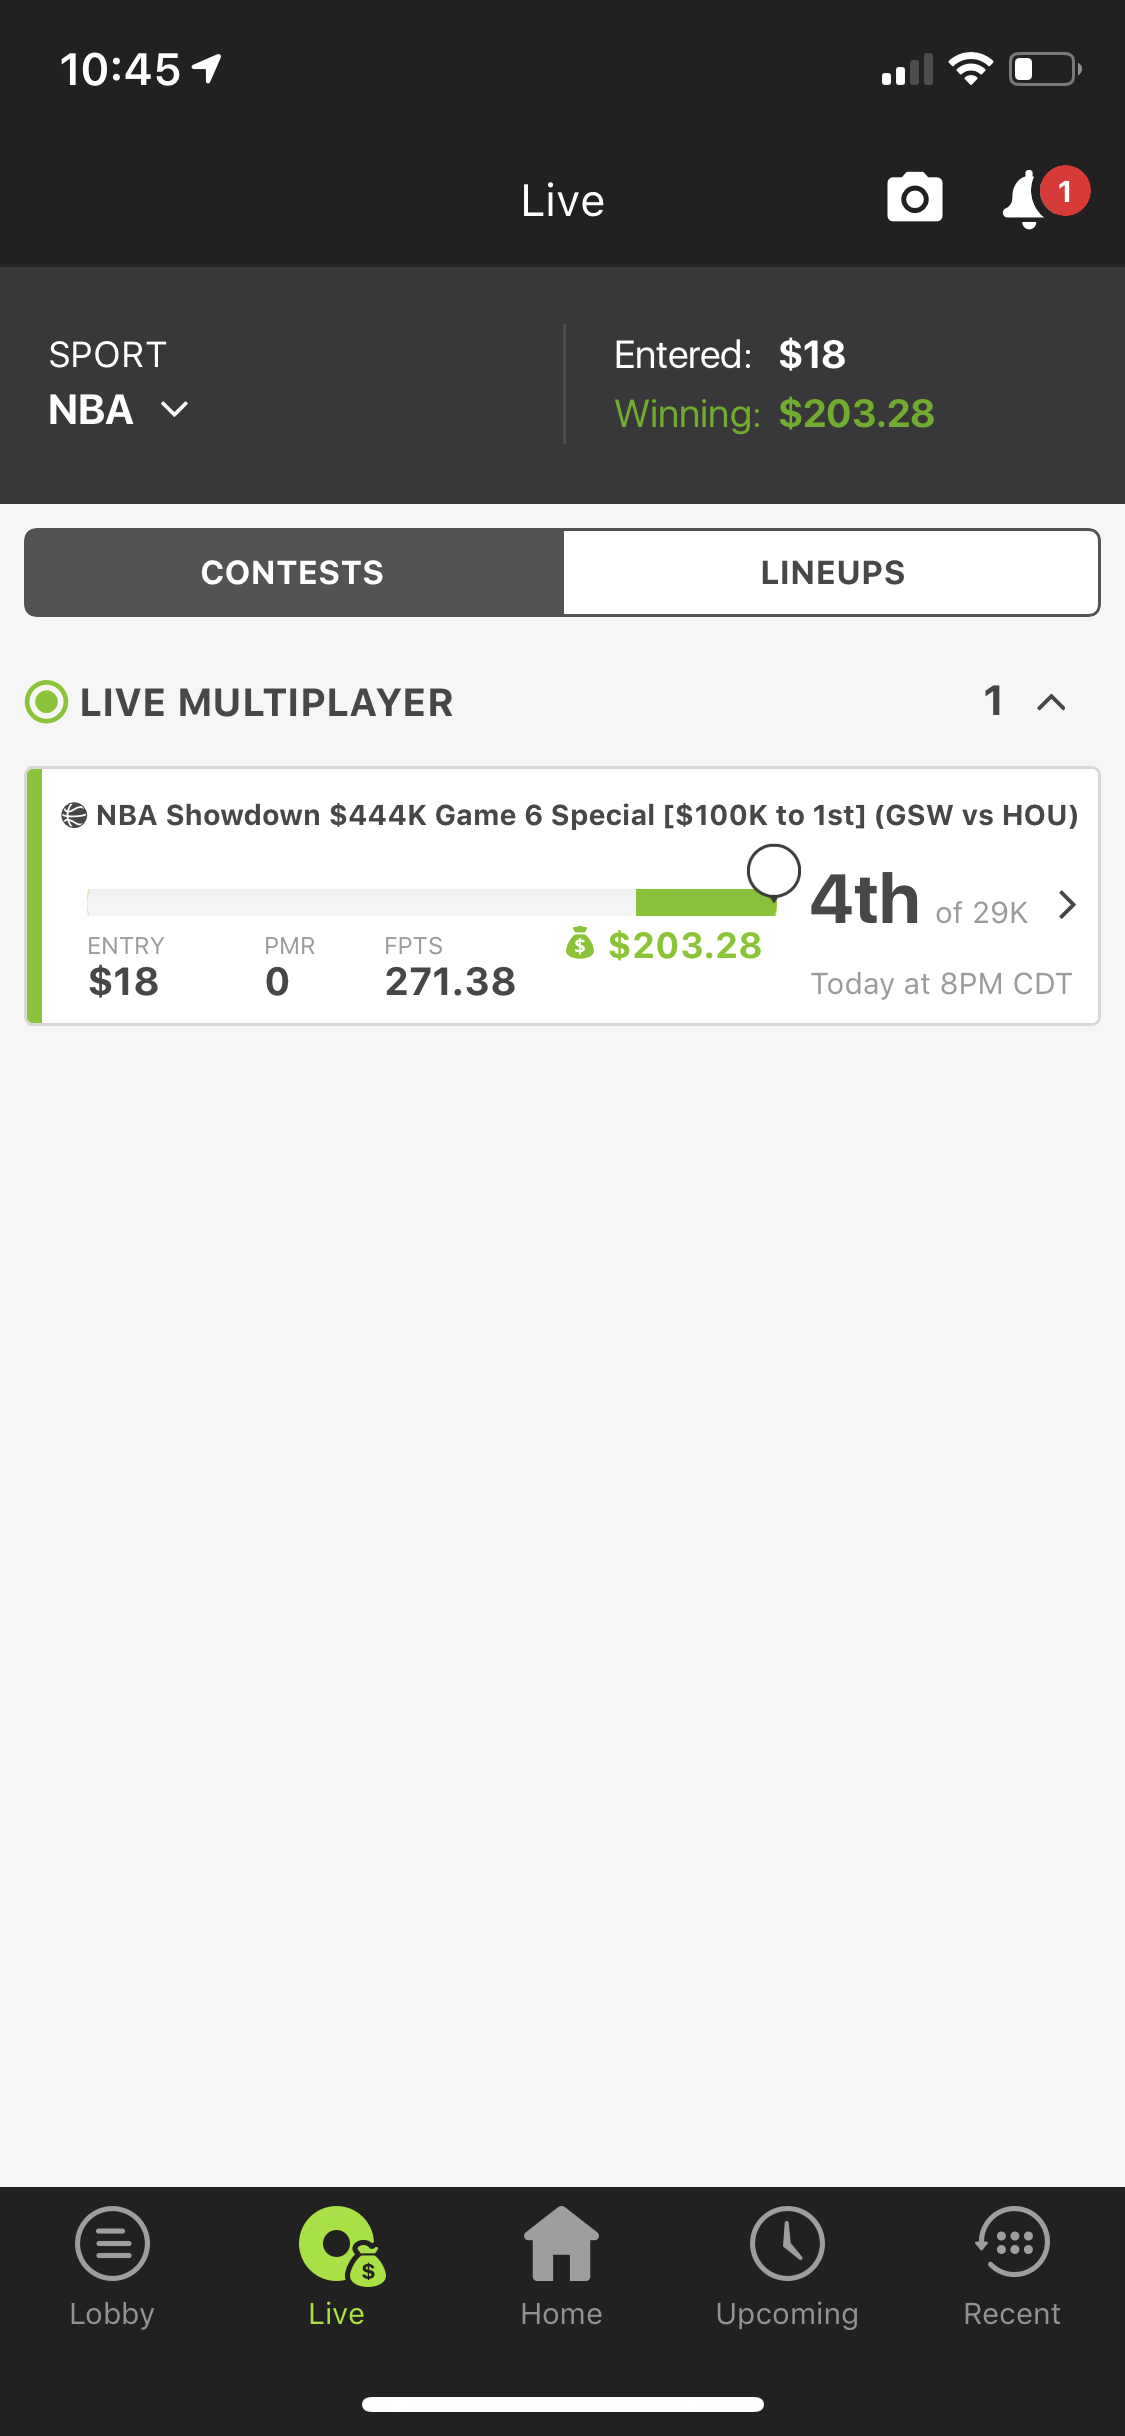 10:45
Live
1
SPORT
NBA
Entered: $18
Winning: $203.28
CONTESTS
LINEUPS
LIVE MULTIPLAYER
1
NBA Showdown $444K Game 6 Special [$100K to 1st] (GSW vs HOU)
4th of 29K
ENTRY
$18
PMR
0
FPTS
271.38
$ $203.28
Today at 8PM CDT
Lobby
$
Live
Home
Upcoming
Recent